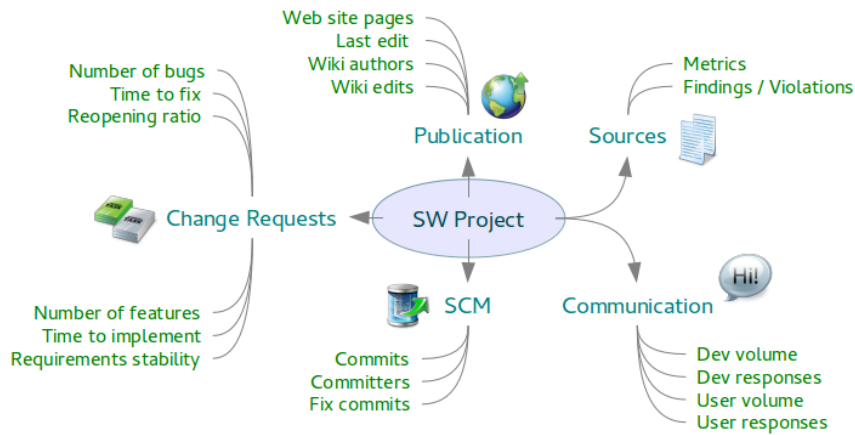 Web site pages
Last edit
Wiki authors
Wiki edits
Publication
Number of bugs
Time to fix
Reopening ratio
Change Requests
Number of features
Time to implement
Requirements stability
SW Project
Metrics
Findings / Violations
Sources
SCM
Commits
Committers
Fix commits
Hi!
Communication
Dev volume
Dev responses
User volume
User responses